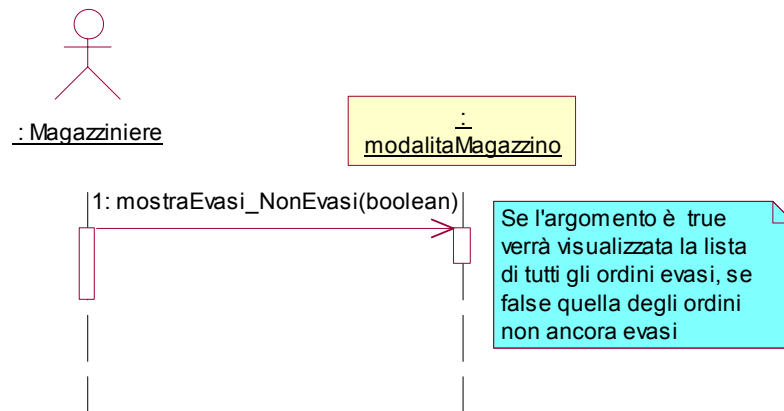 : Magazziniere
:
modalitaMagazzino
1: mostraEvasi_NonEvasi(boolean)
Se l'argomento è true
verrà visualizzata la lista
di tutti gli ordini evasi, se
false quella degli ordini
non ancora evasi